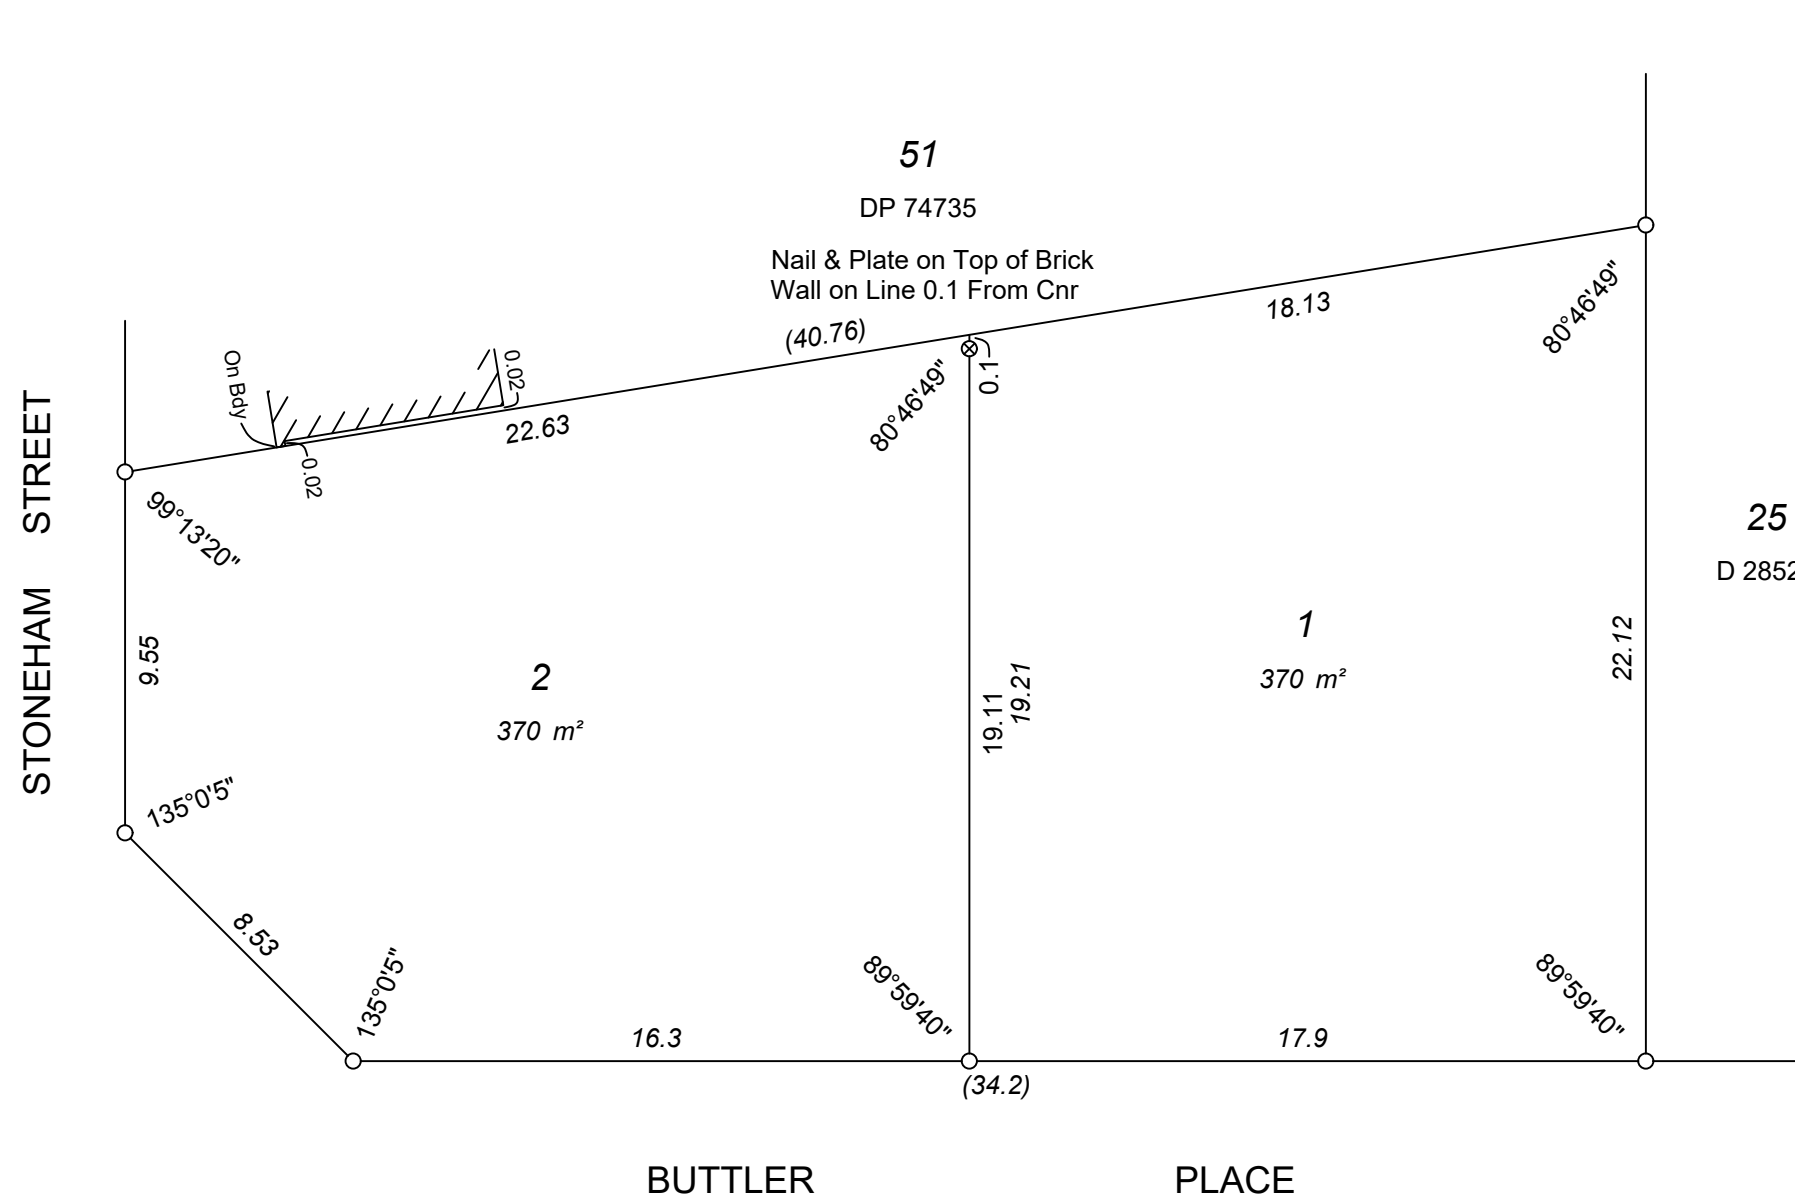 51
DP 74735
Nail & Plate on Top of Brick
Wall on Line 0.1 From Cnr
(40.76)
18.13
80°46'49"
On Bdy
0.02
0.02
22.63
80°46'49"
0.1
STONEHAM STREET
99°13'20"
9.55
2
370 m²
19.11
19.21
1
370 m²
22.12
25
D 2852
135°0'5"
8.53
135°0'5"
16.3
89°59'40"
17.9
89°59'40"
(34.2)
BUTTLER PLACE